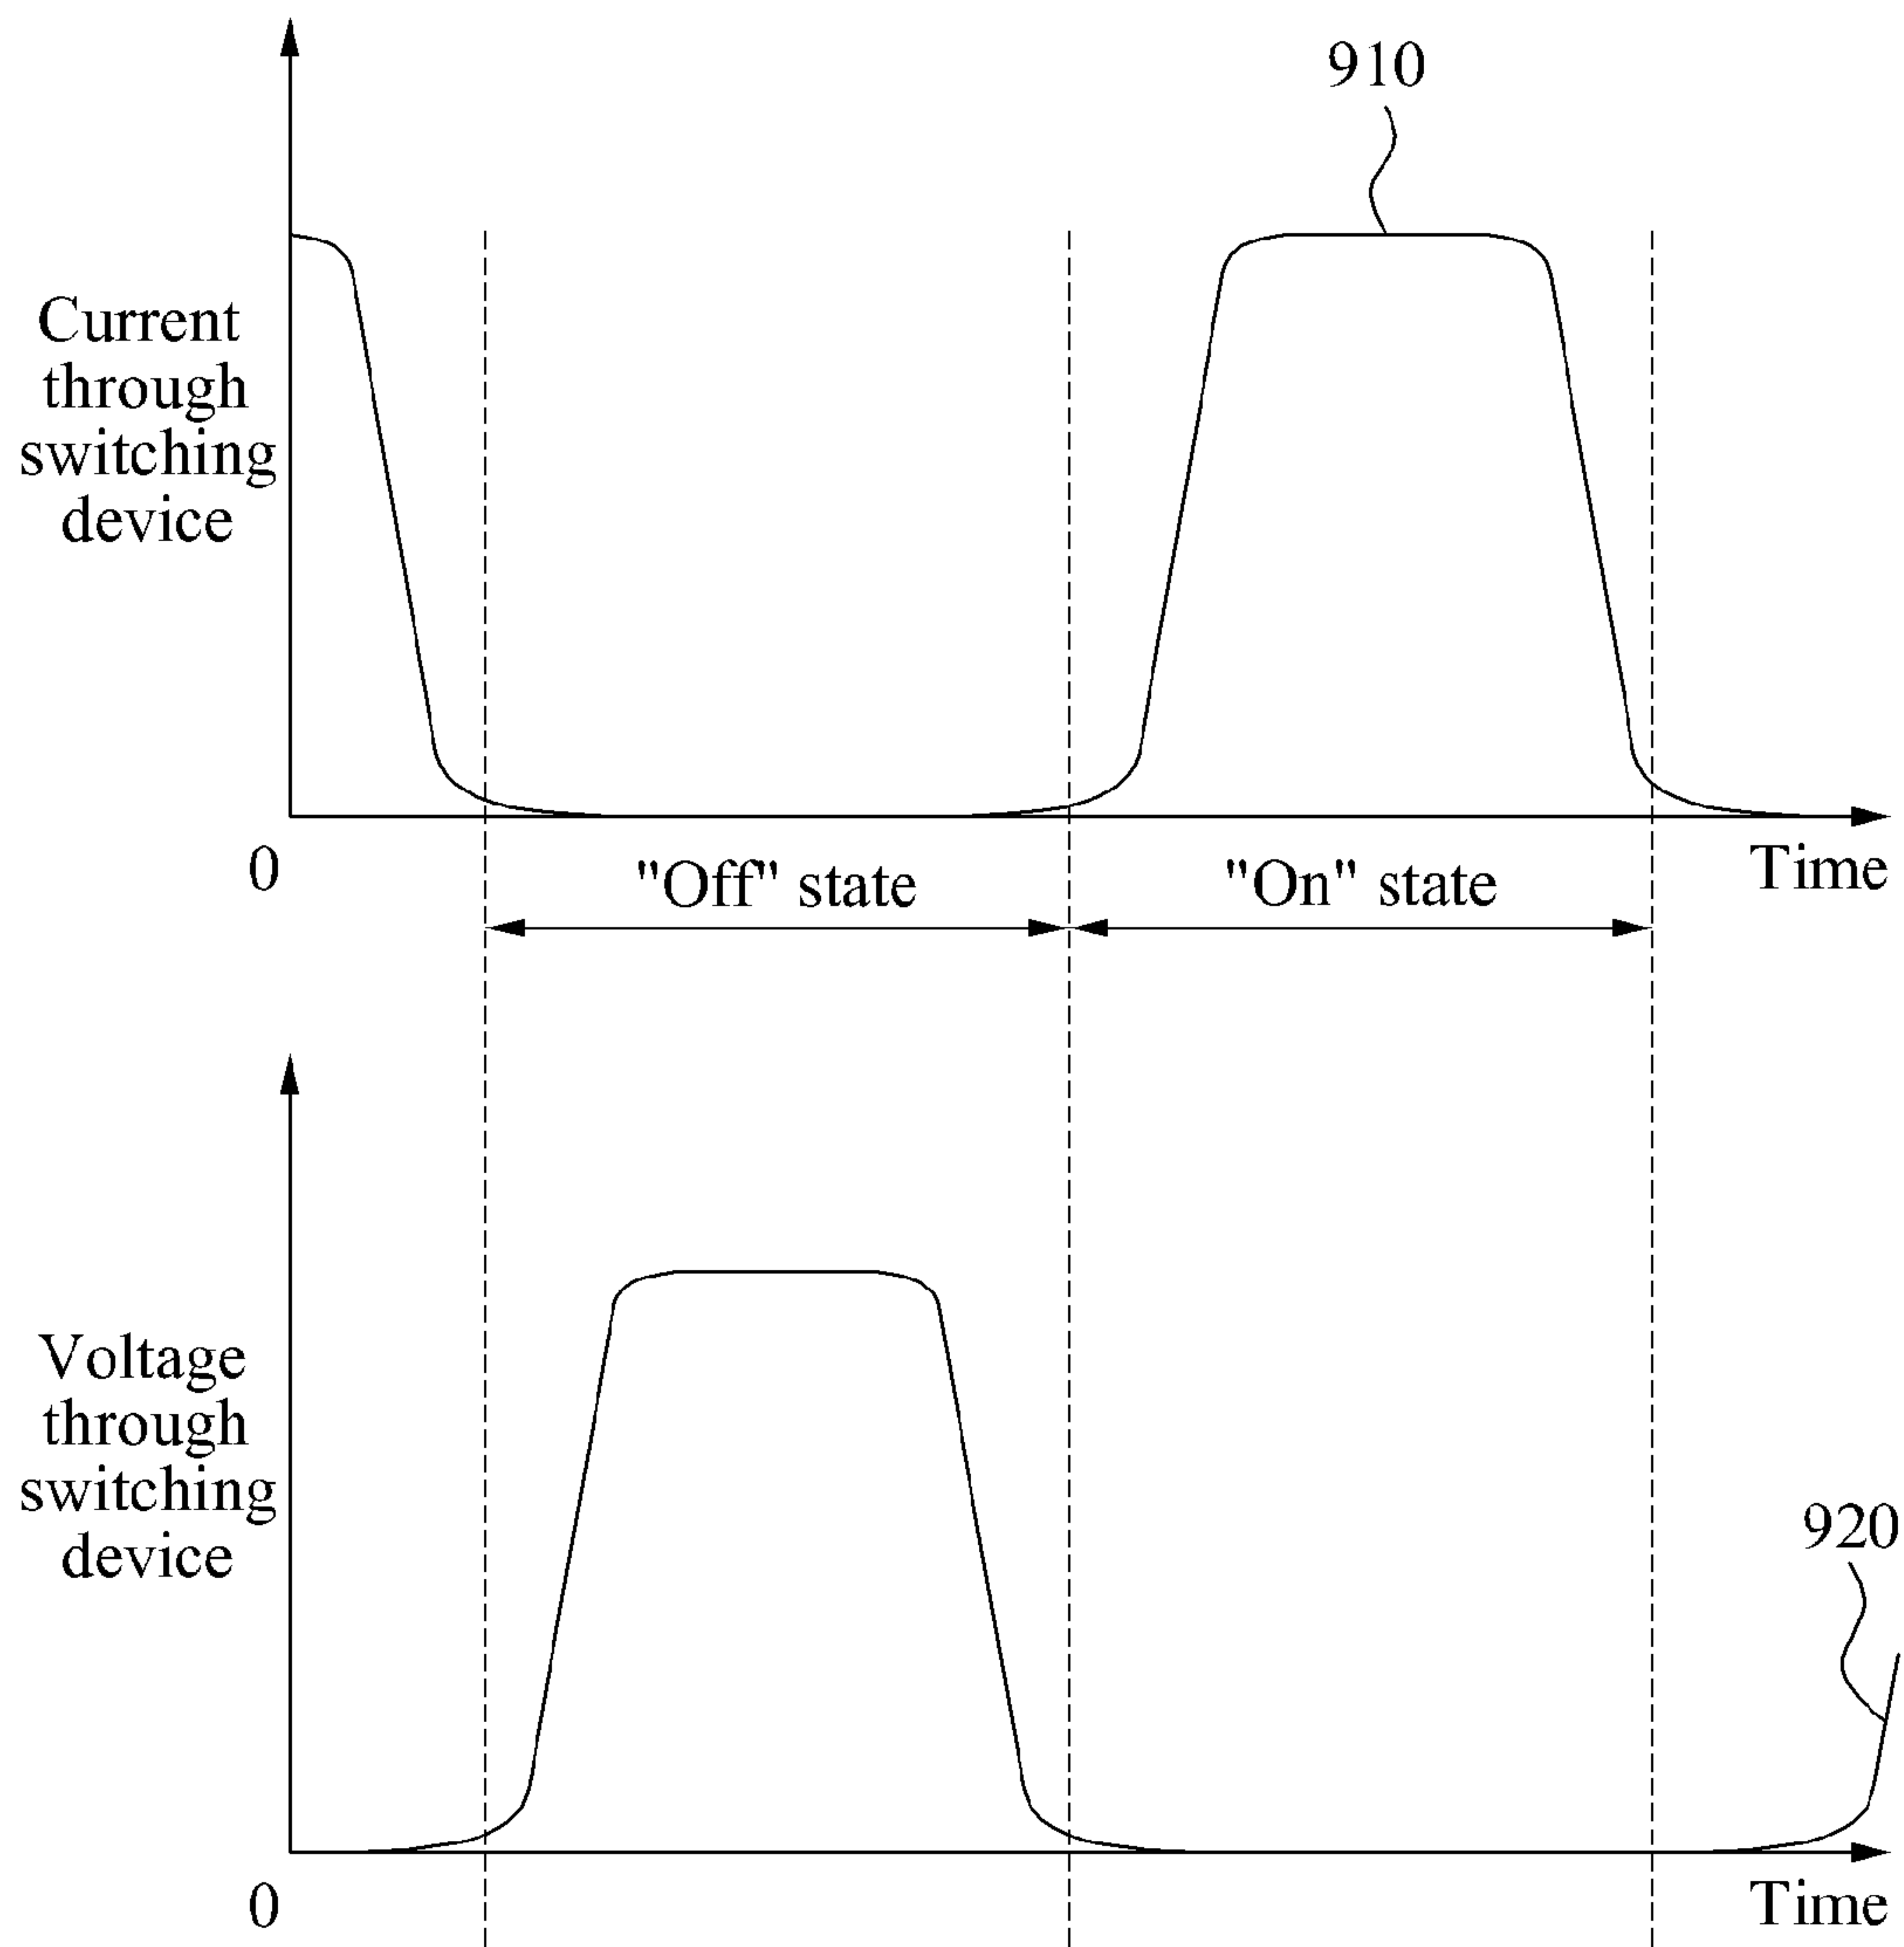 910
Current
through
switching
device
0
"Off" state
"On" state
Time
Voltage
through
switching
device
920
0
Time